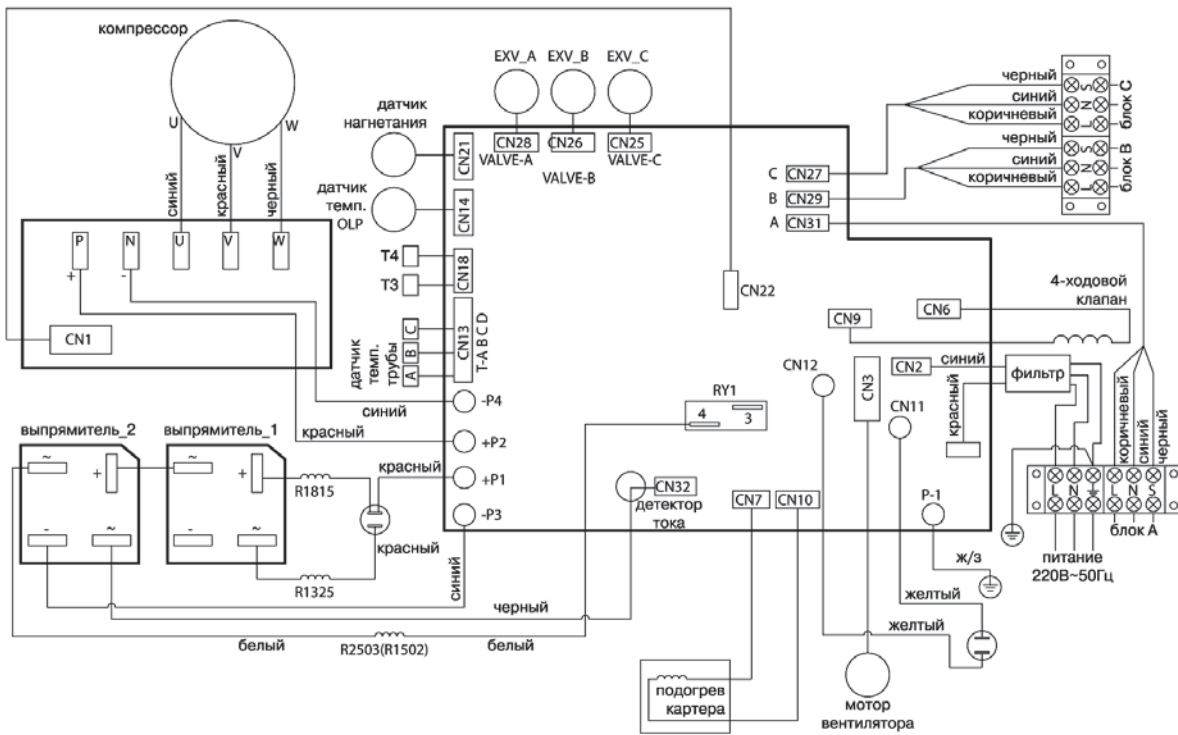 компрессор
U
V
W
синий
красный
черный
P
N
U
V
W
+
-
CN1
датчик
нагнетания
датчик
темп.
OLP
T4
T3
датчик
темп.
трубы
C
B
A
CN21
CN14
CN18
CN13
T-A B C D
EXV_A
EXV_B
EXV_C
CN28
CN26
CN25
VALVE-A
VALVE-B
VALVE-C
C
CN27
B
CN29
A
CN31
черный
синий
коричневый
черный
синий
коричневый
S
N
L
S
N
L
блок C
блок B
CN22
4-ходовой
клапан
CN9
CN6
CN12
CN3
CN2
CN11
синий
фильтр
красный
коричневый
синий
черный
RY1
4
3
-P4
+P2
+P1
-P3
синий
красный
красный
красный
синий
выпрямитель_2
выпрямитель_1
~
+
-
~
~
+
-
~
R1815
R1325
CN32
детектор
тока
CN7
CN10
P-1
ж/з
L
N
L
N
S
блок A
питание
220В~50Гц
желтый
желтый
черный
белый
R2503(R1502)
белый
подогрев
картера
мотор
вентилятора